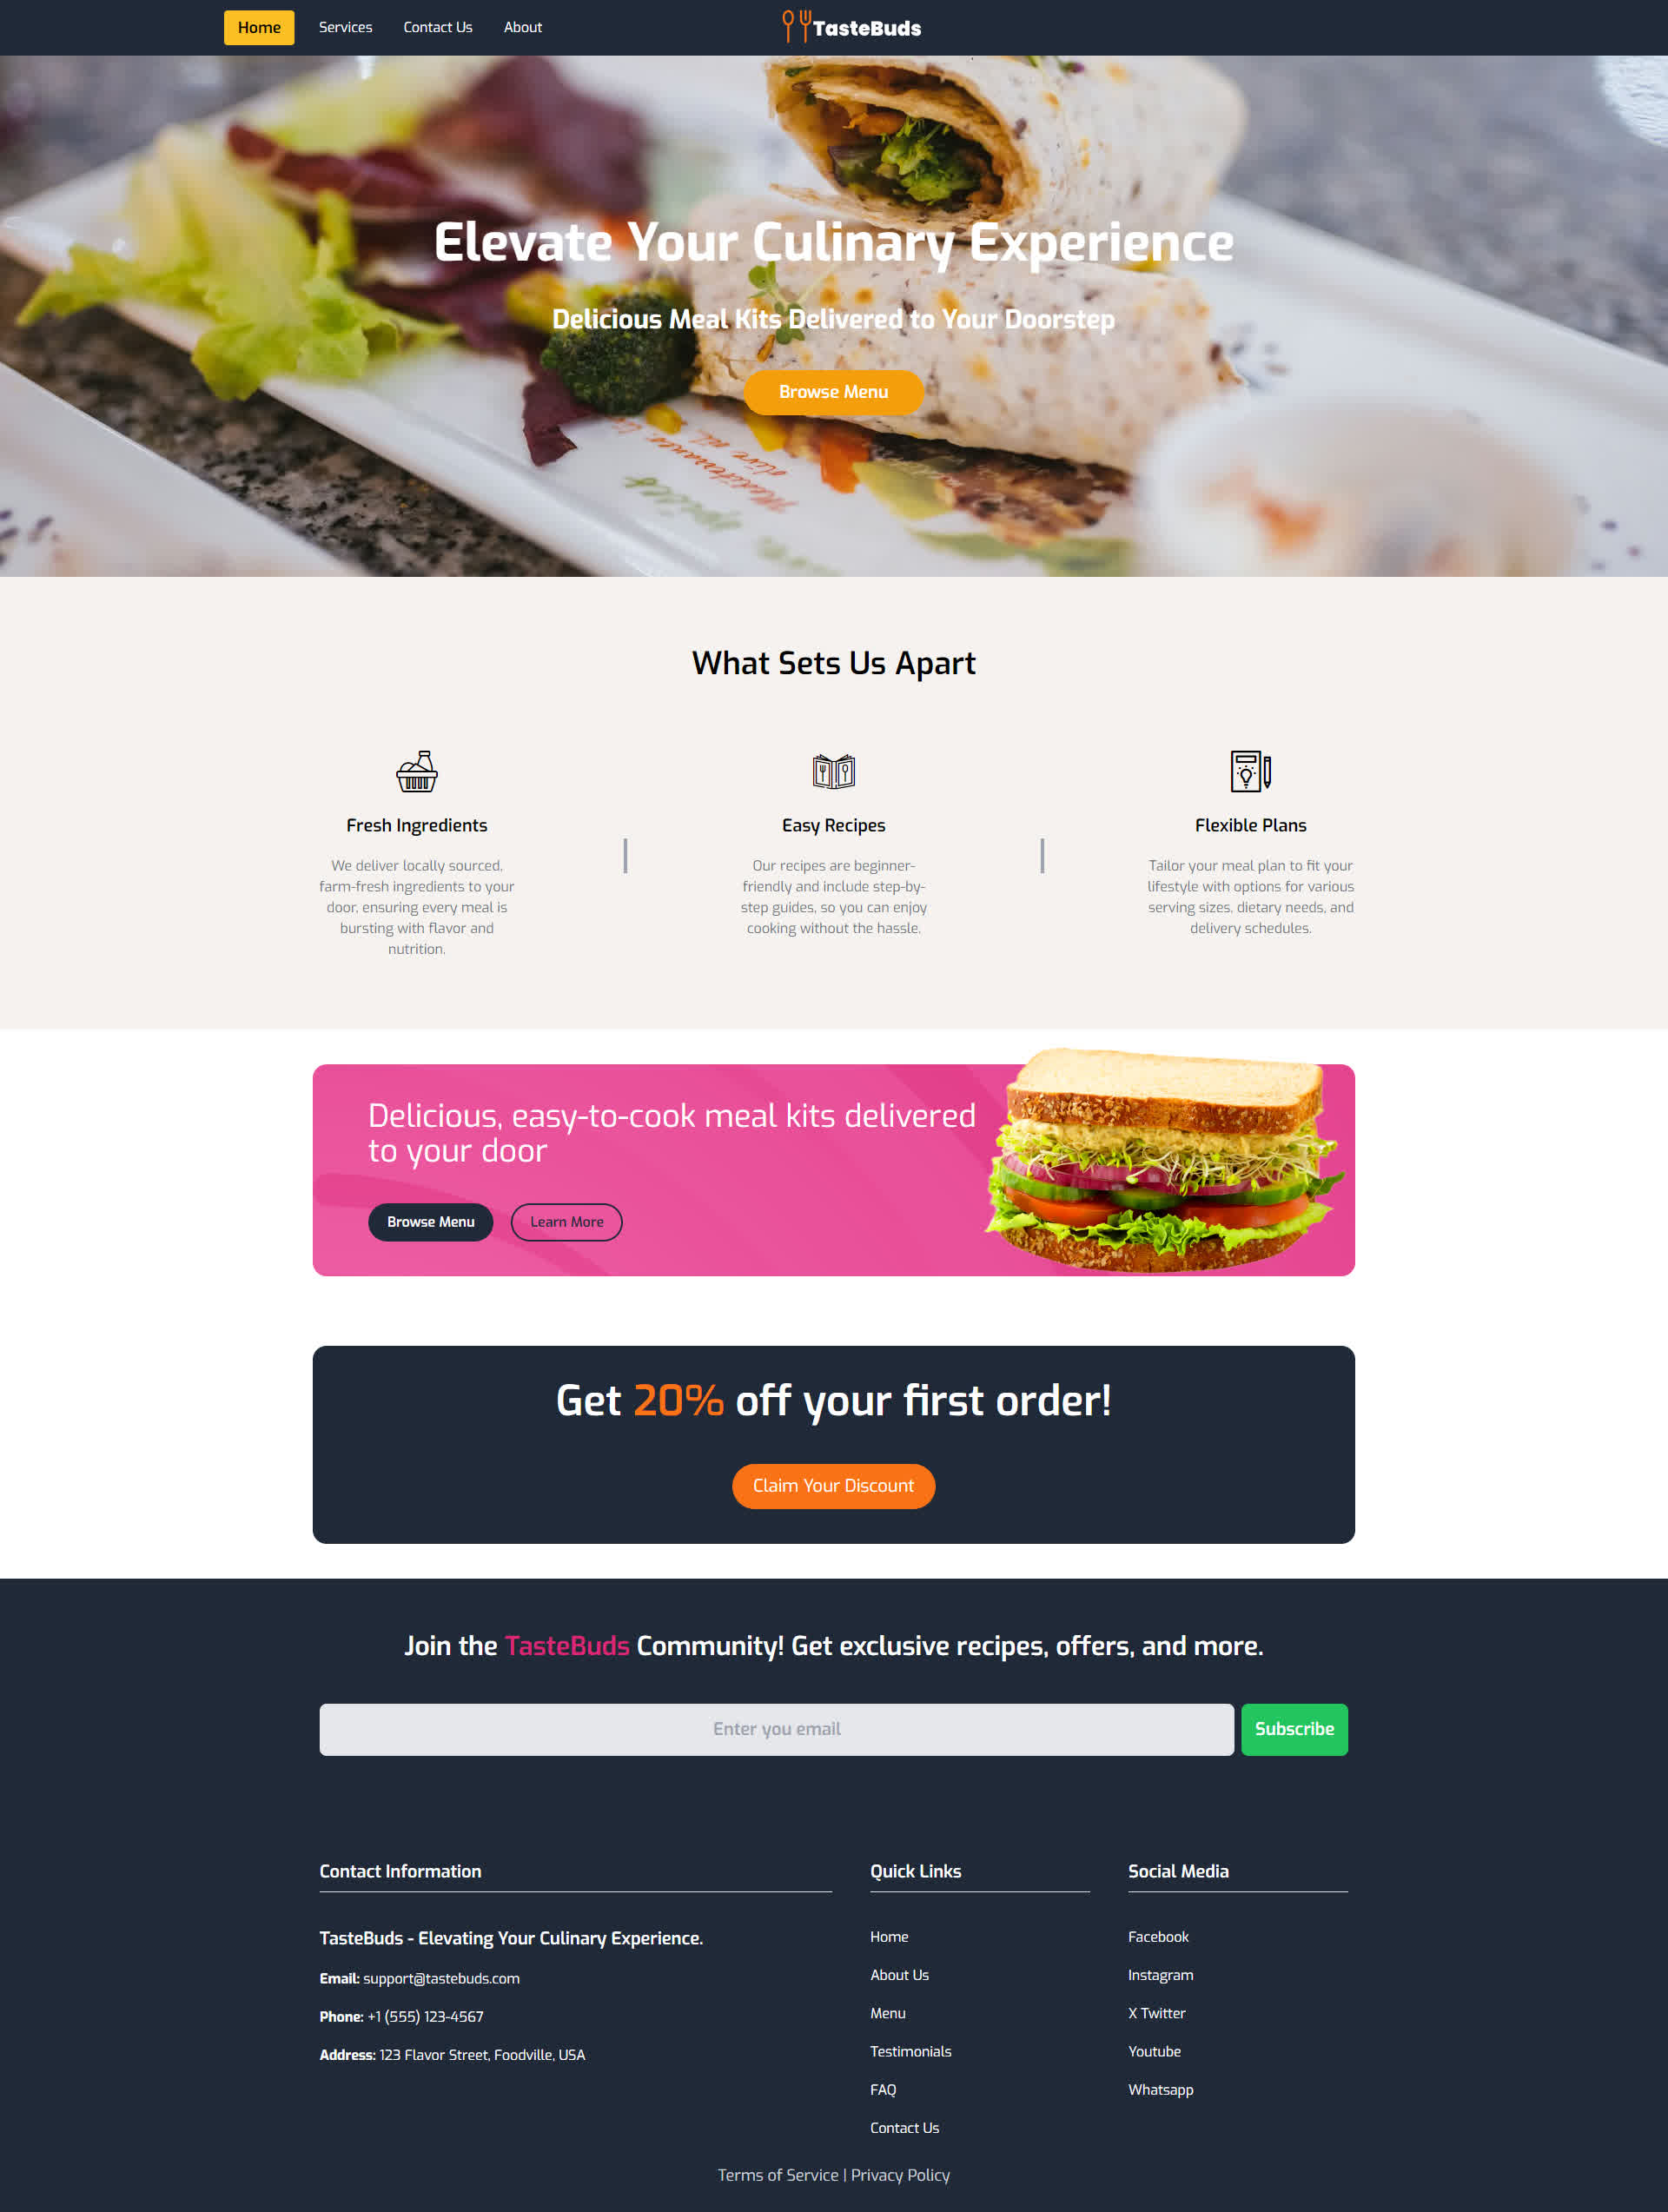 Home Services Contact Us About TasteBuds
Elevate Your Culinary Experience
Delicious Meal Kits Delivered to Your Doorstep
Browse Menu
What Sets Us Apart
Fresh Ingredients
We deliver locally sourced,
farm-fresh ingredients to your
door, ensuring every meal is
bursting with flavor and
nutrition.
Easy Recipes
Our recipes are beginner-
friendly and include step-by-
step guides, so you can enjoy
cooking without the hassle.
Flexible Plans
Tailor your meal plan to fit your
lifestyle with options for various
serving sizes, dietary needs, and
delivery schedules.
Delicious, easy-to-cook meal kits delivered
to your door
Browse Menu Learn More
Get 20% off your first order!
Claim Your Discount
Join the TasteBuds Community! Get exclusive recipes, offers, and more.
Enter you email Subscribe
Contact Information
TasteBuds - Elevating Your Culinary Experience.
Email: support@tastebuds.com
Phone: +1 (555) 123-4567
Address: 123 Flavor Street, Foodville, USA
Quick Links
Home
About Us
Menu
Testimonials
FAQ
Contact Us
Social Media
Facebook
Instagram
X Twitter
Youtube
Whatsapp
Terms of Service | Privacy Policy